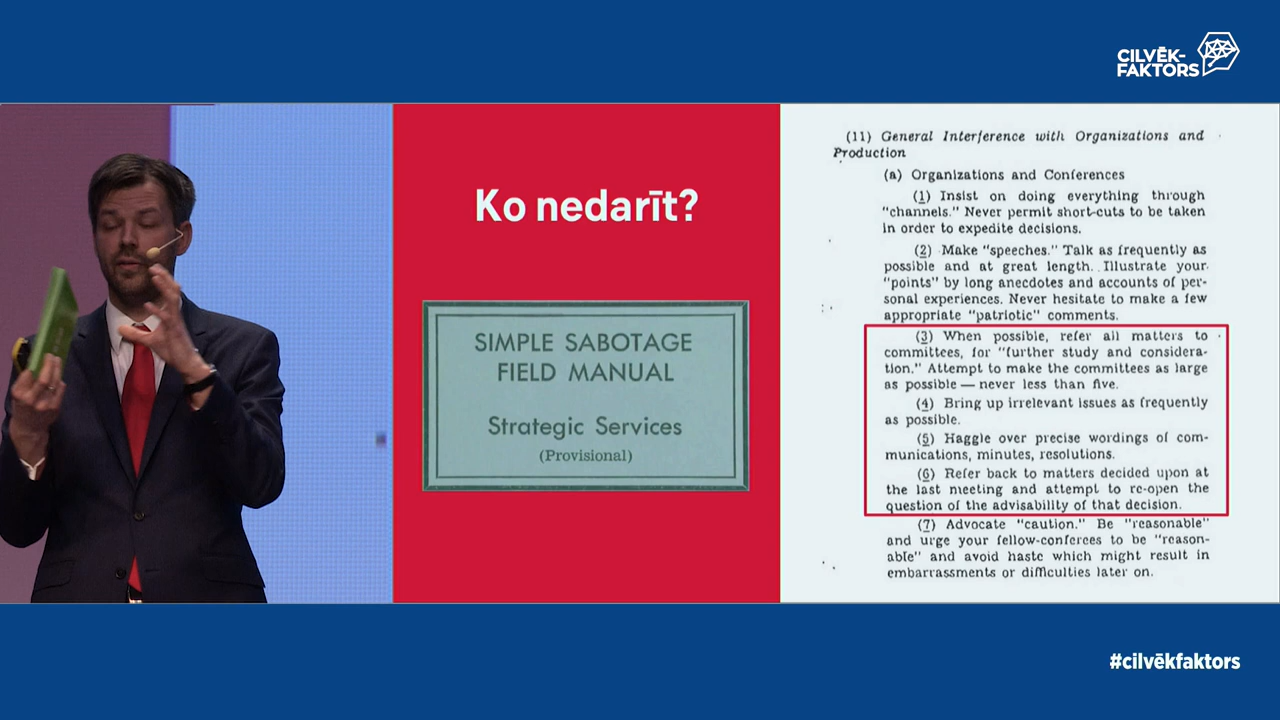 CILVĒK-
FAKTORS
Ko nedarīt?
SIMPLE SABOTAGE
FIELD MANUAL
Strategic Services
(Provisional)
(11) General Interference with Organizations and
Production
(a) Organizations and Conferences
(1) Insist on doing everything through
"channels." Never permit short-cuts to be taken
in order to expedite decisions.
(2) Make "speeches." Talk as frequently as
possible and at great length. Illustrate your
"points" by long anecdotes and accounts of per-
sonal experiences. Never hesitate to make a few
appropriate "patriotic" comments.
(3) When possible, refer all matters to
committees, for "further study and considera-
tion." Attempt to make the committees as large
as possible — never less than five.
(4) Bring up irrelevant issues as frequently
as possible.
(5) Haggle over precise wordings of com-
munications, minutes, resolutions.
(6) Refer back to matters decided upon at
the last meeting and attempt to re-open the
question of the advisability of that decision.
(7) Advocate "caution." Be "reasonable"
and urge your fellow-conferees to be "reason-
able" and avoid haste which might result in
embarrassments or difficulties later on.
#cilvēkfaktors